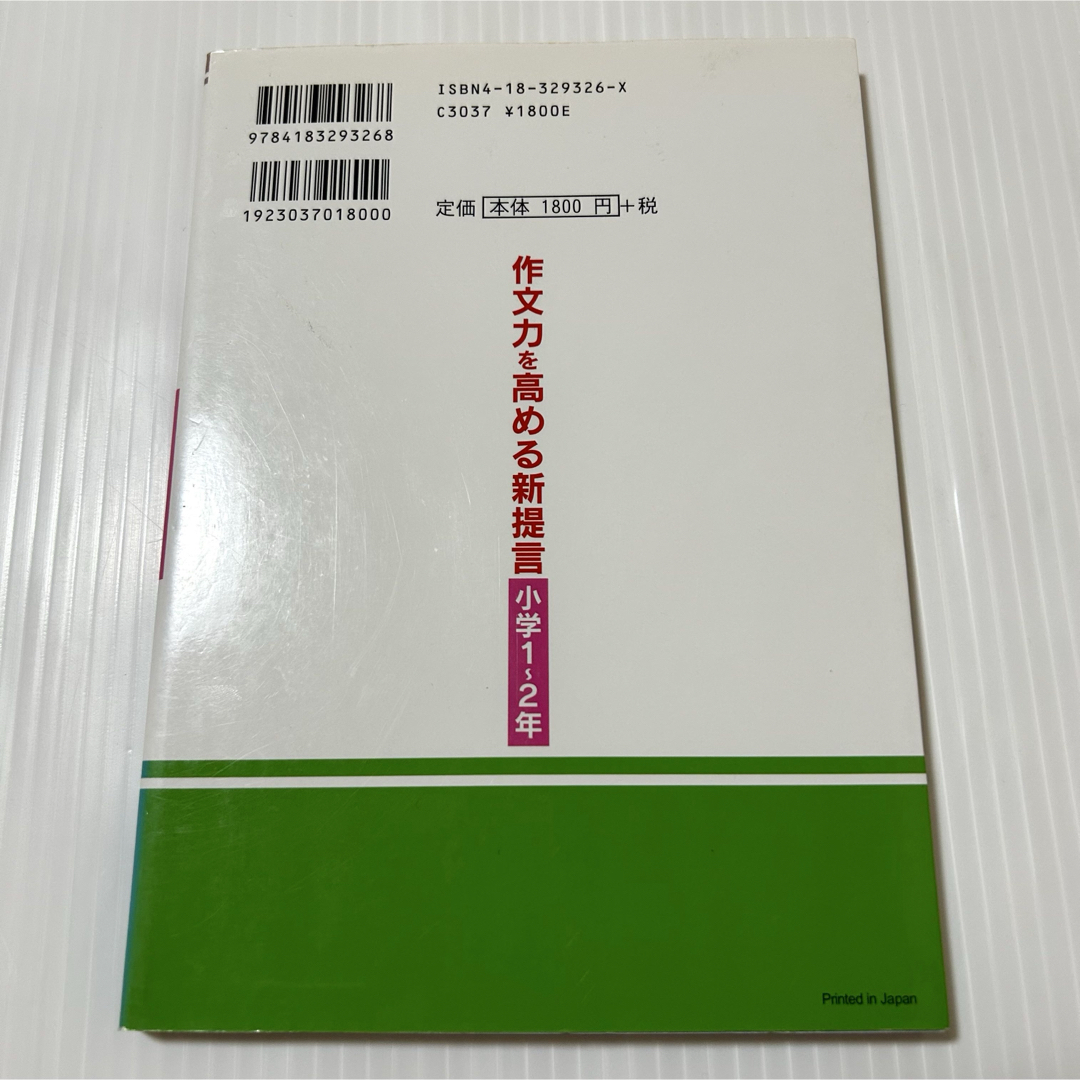 ISBN4-18-329326-X
C3037 ¥1800E
9784183293268
1923037018000
定価 本体 1800 円+税
作文力を高める新提言
小学1~2年
Printed in Japan